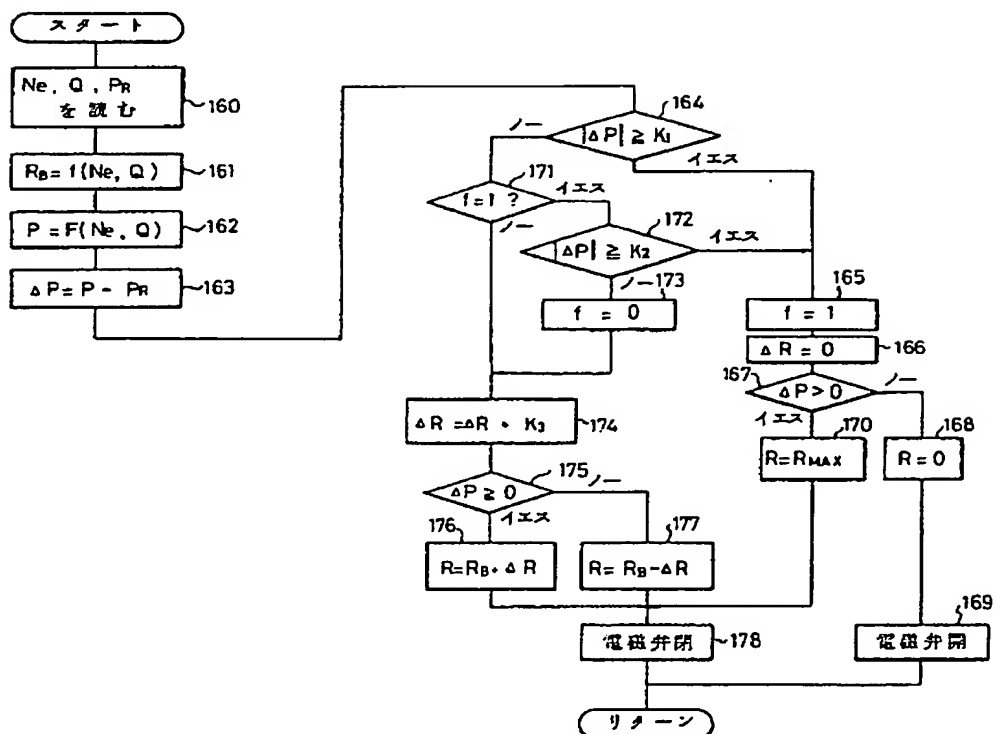 スタート
Ne, Q, PR
を読む
160
RB=f(Ne, Q)
161
P=F(Ne, Q)
162
ΔP=P-PR
163
164
|ΔP|≧K1
ノー
イエス
171
f=1 ?
イエス
ノー
172
|ΔP|≧K2
イエス
ノー
173
f=0
165
f=1
ΔR=0
166
167
ΔP>0
ノー
イエス
170
R=RMAX
168
R=0
ΔR=ΔR+K3
174
175
ΔP≧0
ノー
イエス
176
R=RB+ΔR
177
R=RB-ΔR
電磁弁閉
178
169
電磁弁開
リターン